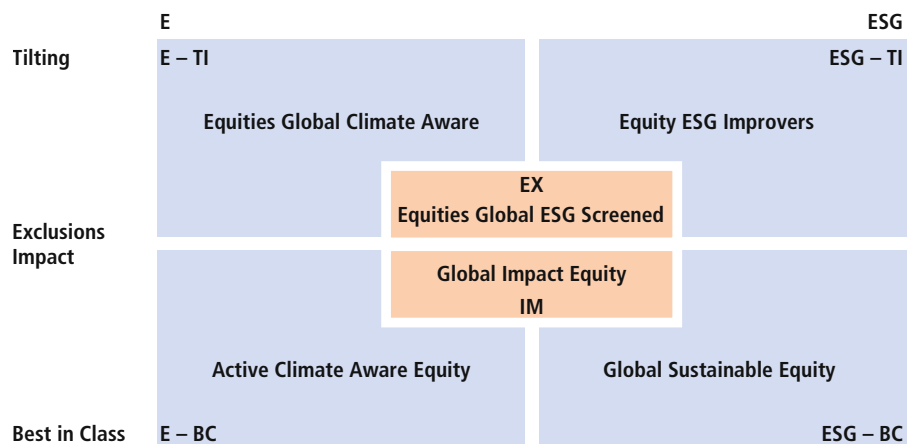 E
ESG
Tilting
E – TI
ESG – TI
Equities Global Climate Aware
Equity ESG Improvers
EX
Equities Global ESG Screened
Exclusions
Impact
Global Impact Equity
IM
Active Climate Aware Equity
Global Sustainable Equity
Best in Class
E – BC
ESG – BC